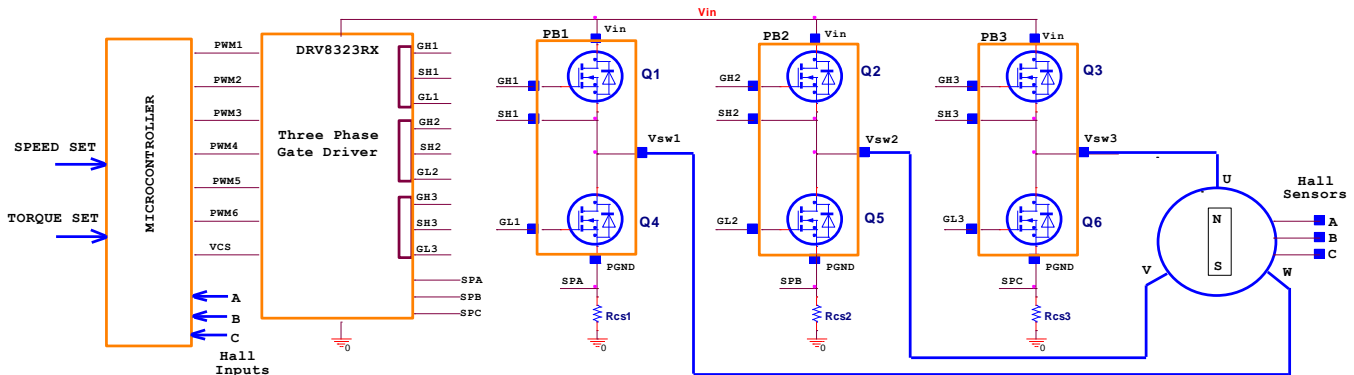 Vin
SPEED SET
TORQUE SET
MICROCONTROLLER
PWM1
PWM2
PWM3
PWM4
PWM5
PWM6
VCS
A
B
C
Hall
Inputs
DRV8323RX
Three Phase
Gate Driver
GH1
SH1
GL1
GH2
SH2
GL2
GH3
SH3
GL3
SPA
SPB
SPC
0
PB1
Vin
Q1
GH1
SH1
Vsw1
GL1
Q4
PGND
SPA
Rcs1
0
PB2
Vin
Q2
GH2
SH2
Vsw2
GL2
Q5
PGND
SPB
Rcs2
0
PB3
Vin
Q3
GH3
SH3
Vsw3
GL3
Q6
PGND
SPC
Rcs3
0
U
V
W
N
S
Hall
Sensors
A
B
C